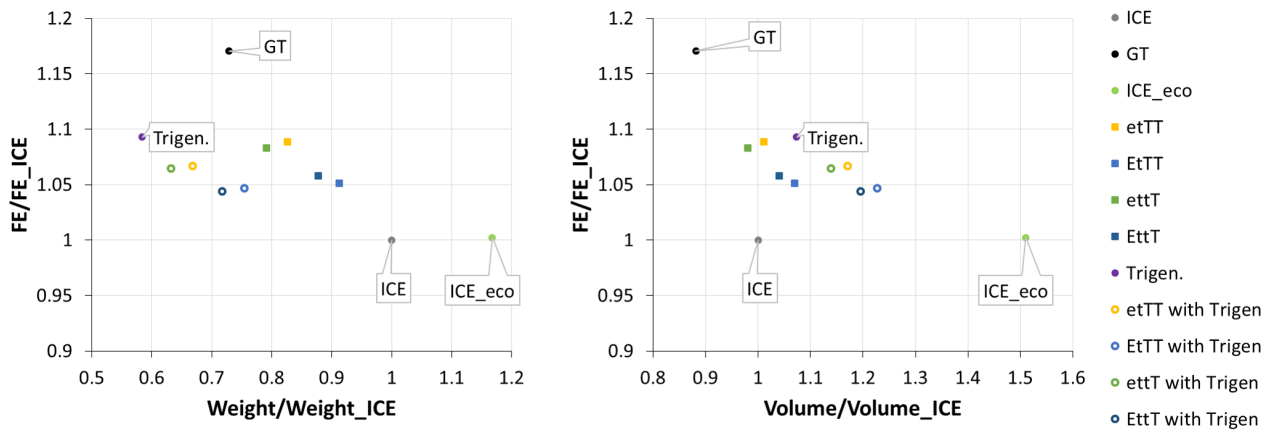 1.2
1.15
1.1
1.05
1
0.95
0.9
FE/FE_ICE
GT
Trigen.
ICE
ICE_eco
0.5 0.6 0.7 0.8 0.9 1 1.1 1.2
Weight/Weight_ICE
1.2
1.15
1.1
1.05
1
0.95
0.9
FE/FE_ICE
GT
Trigen.
ICE
ICE_eco
0.8 0.9 1 1.1 1.2 1.3 1.4 1.5 1.6
Volume/Volume_ICE
ICE
GT
ICE_eco
etTT
EtTT
ettT
EttT
Trigen.
etTT with Trigen
EtTT with Trigen
ettT with Trigen
EttT with Trigen